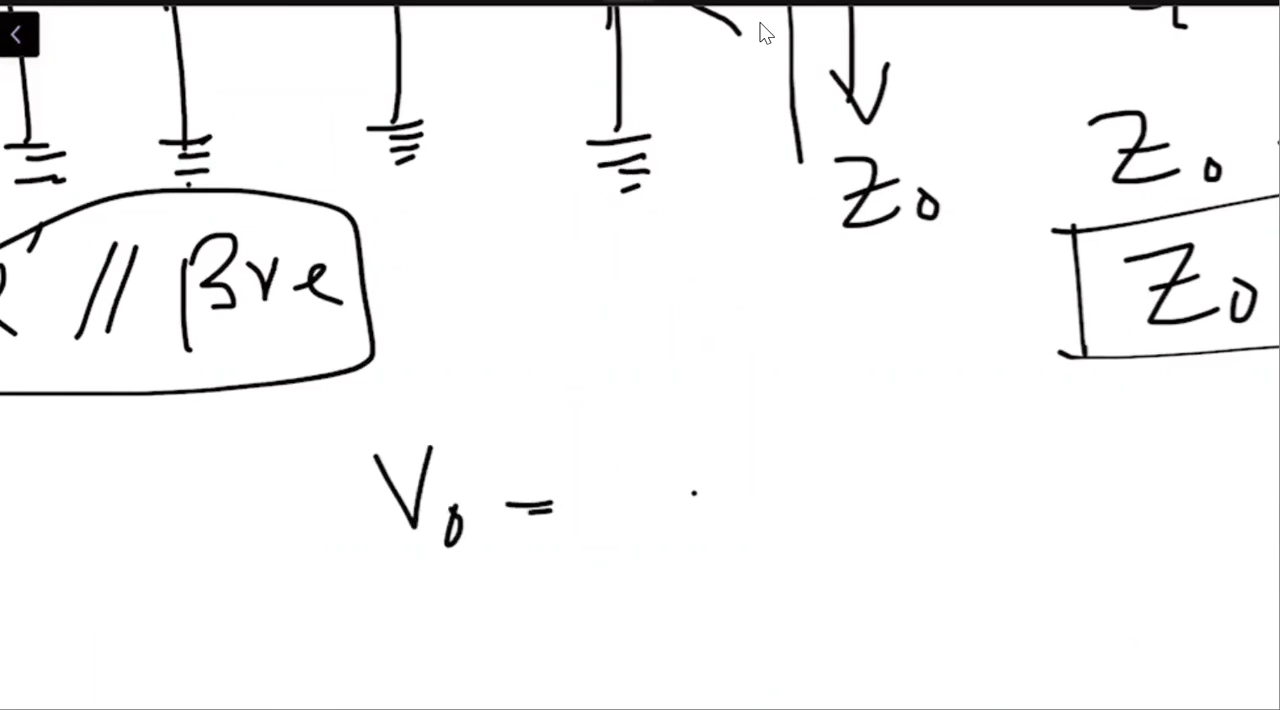 Z₀
Z₀
// βre
Z₀
V₀ =